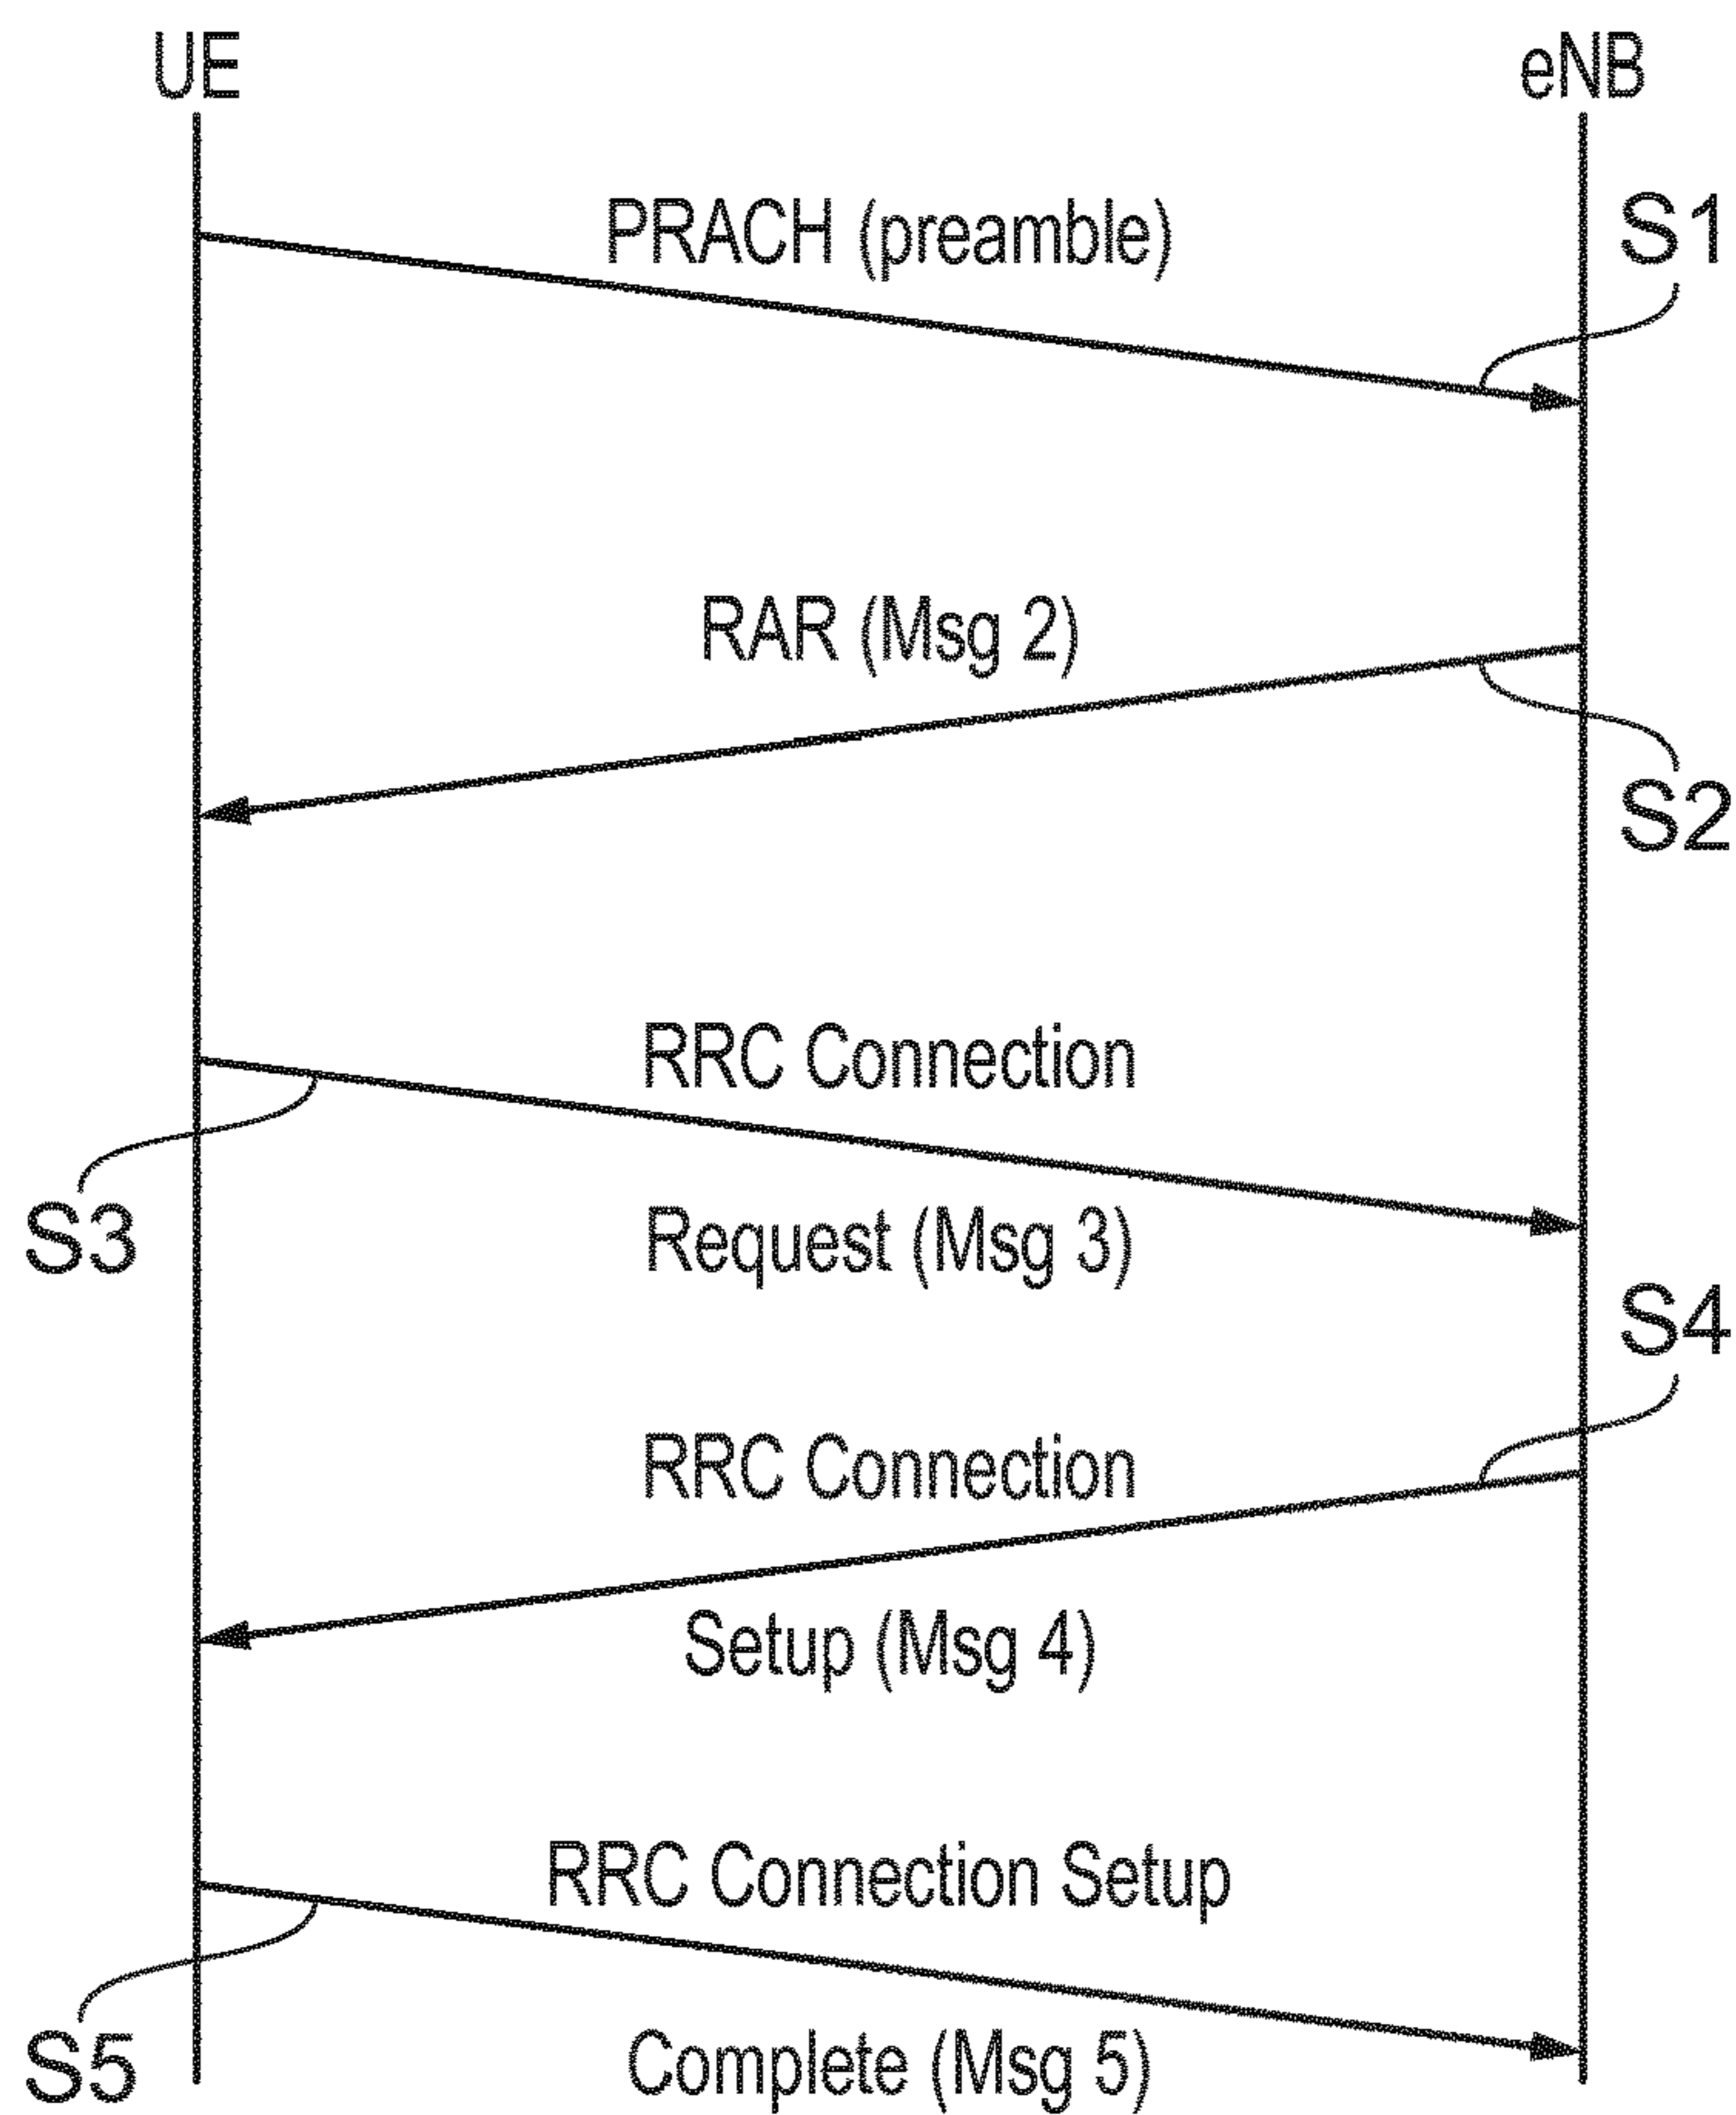 UE
eNB
PRACH (preamble)
S1
RAR (Msg 2)
S2
RRC Connection
Request (Msg 3)
S3
S4
RRC Connection
Setup (Msg 4)
RRC Connection Setup
Complete (Msg 5)
S5